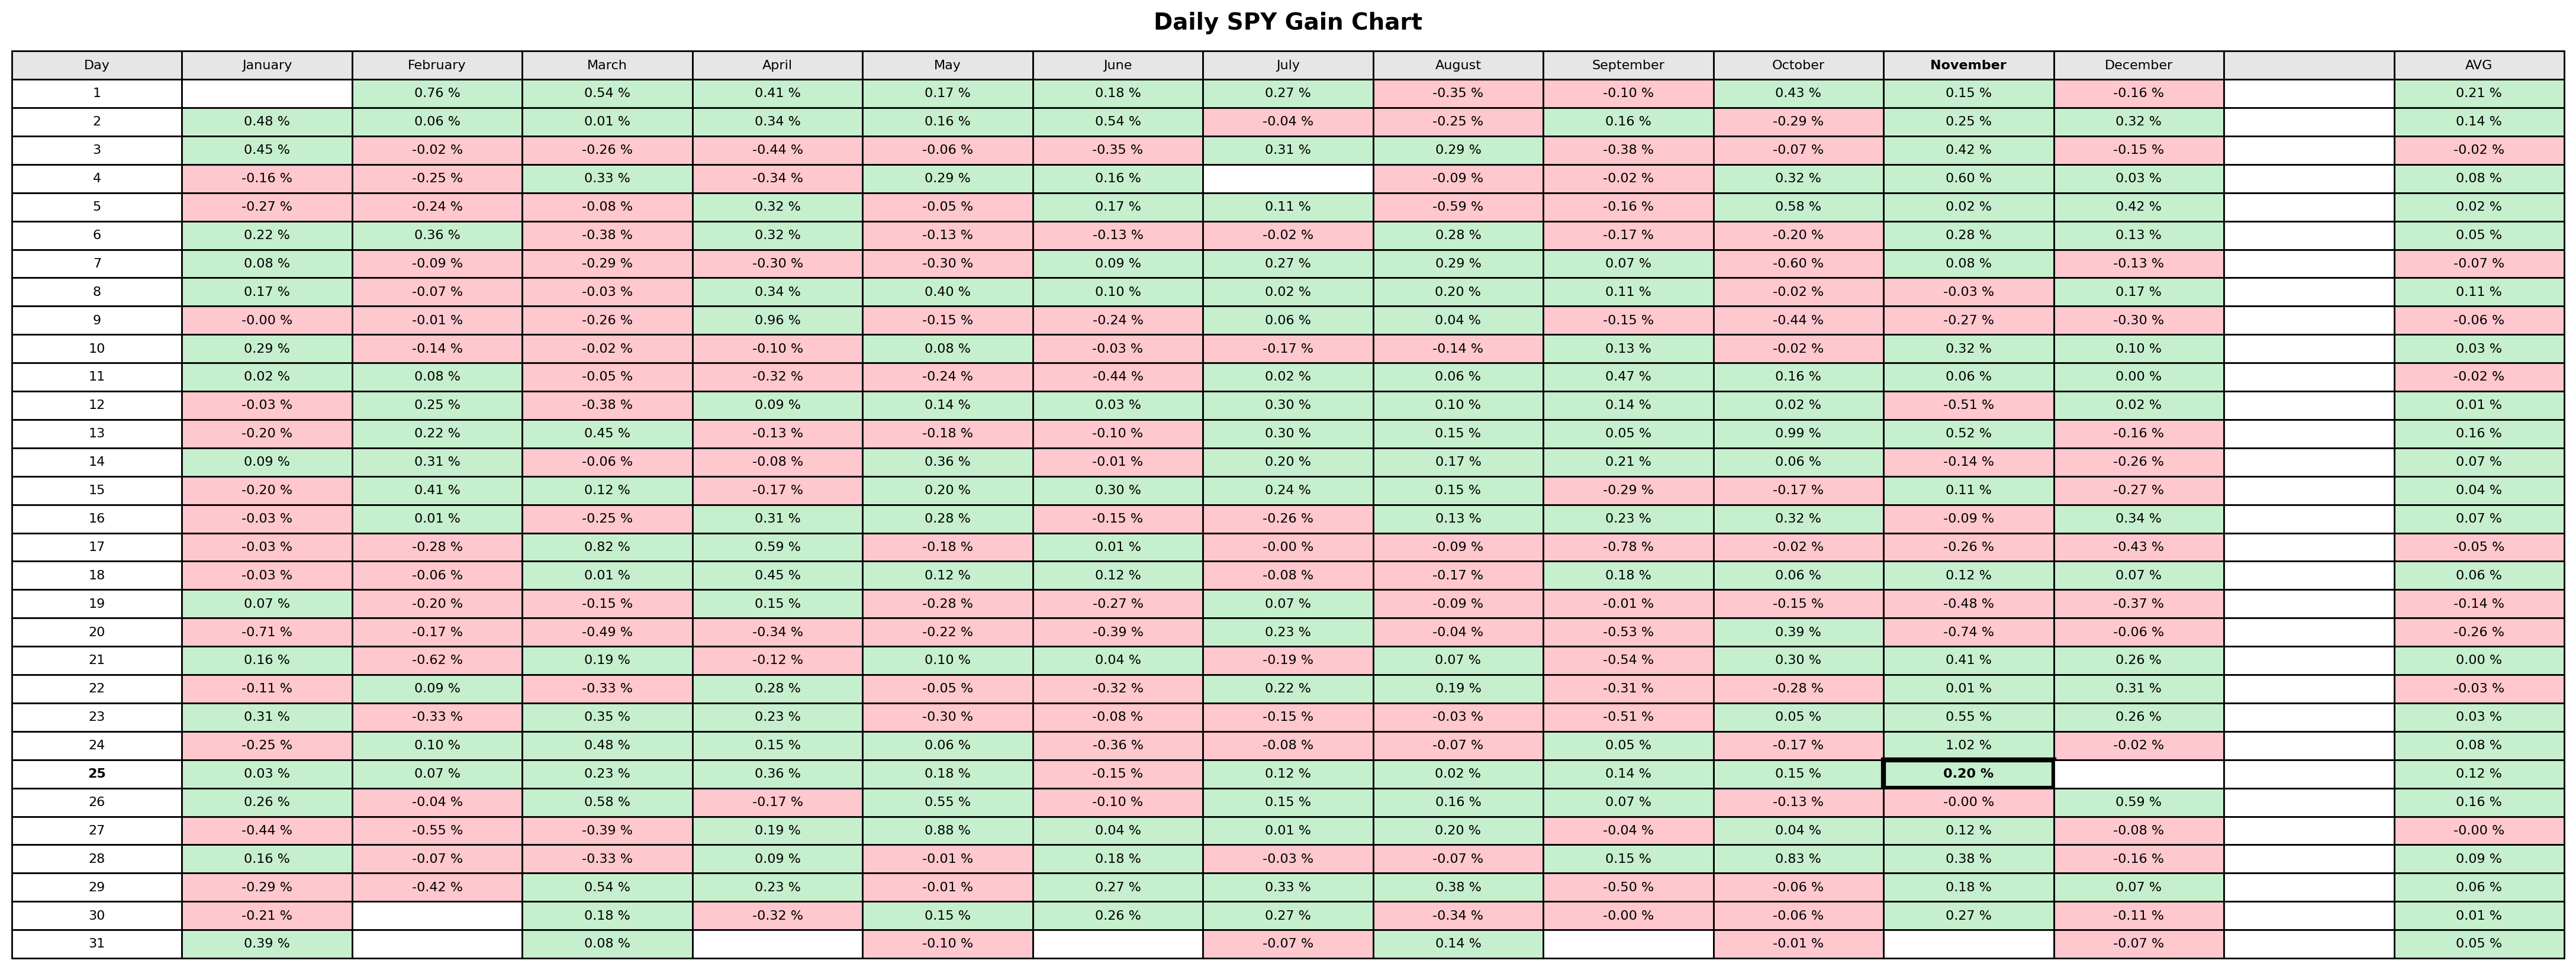 Daily SPY Gain Chart
Day January February March April May June July August September October November December AVG
1 0.76 % 0.54 % 0.41 % 0.17 % 0.18 % 0.27 % -0.35 % -0.10 % 0.43 % 0.15 % -0.16 % 0.21 %
2 0.48 % 0.06 % 0.01 % 0.34 % 0.16 % 0.54 % -0.04 % -0.25 % 0.16 % -0.29 % 0.25 % 0.32 % 0.14 %
3 0.45 % -0.02 % -0.26 % -0.44 % -0.06 % -0.35 % 0.31 % 0.29 % -0.38 % -0.07 % 0.42 % -0.15 % -0.02 %
4 -0.16 % -0.25 % 0.33 % -0.34 % 0.29 % 0.16 % -0.09 % -0.02 % 0.32 % 0.60 % 0.03 % 0.08 %
5 -0.27 % -0.24 % -0.08 % 0.32 % -0.05 % 0.17 % 0.11 % -0.59 % -0.16 % 0.58 % 0.02 % 0.42 % 0.02 %
6 0.22 % 0.36 % -0.38 % 0.32 % -0.13 % -0.13 % -0.02 % 0.28 % -0.17 % -0.20 % 0.28 % 0.13 % 0.05 %
7 0.08 % -0.09 % -0.29 % -0.30 % -0.30 % 0.09 % 0.27 % 0.29 % 0.07 % -0.60 % 0.08 % -0.13 % -0.07 %
8 0.17 % -0.07 % -0.03 % 0.34 % 0.40 % 0.10 % 0.02 % 0.20 % 0.11 % -0.02 % -0.03 % 0.17 % 0.11 %
9 -0.00 % -0.01 % -0.26 % 0.96 % -0.15 % -0.24 % 0.06 % 0.04 % -0.15 % -0.44 % -0.27 % -0.30 % -0.06 %
10 0.29 % -0.14 % -0.02 % -0.10 % 0.08 % -0.03 % -0.17 % -0.14 % 0.13 % -0.02 % 0.32 % 0.10 % 0.03 %
11 0.02 % 0.08 % -0.05 % -0.32 % -0.24 % -0.44 % 0.02 % 0.06 % 0.47 % 0.16 % 0.06 % 0.00 % -0.02 %
12 -0.03 % 0.25 % -0.38 % 0.09 % 0.14 % 0.03 % 0.30 % 0.10 % 0.14 % 0.02 % -0.51 % 0.02 % 0.01 %
13 -0.20 % 0.22 % 0.45 % -0.13 % -0.18 % -0.10 % 0.30 % 0.15 % 0.05 % 0.99 % 0.52 % -0.16 % 0.16 %
14 0.09 % 0.31 % -0.06 % -0.08 % 0.36 % -0.01 % 0.20 % 0.17 % 0.21 % 0.06 % -0.14 % -0.26 % 0.07 %
15 -0.20 % 0.41 % 0.12 % -0.17 % 0.20 % 0.30 % 0.24 % 0.15 % -0.29 % -0.17 % 0.11 % -0.27 % 0.04 %
16 -0.03 % 0.01 % -0.25 % 0.31 % 0.28 % -0.15 % -0.26 % 0.13 % 0.23 % 0.32 % -0.09 % 0.34 % 0.07 %
17 -0.03 % -0.28 % 0.82 % 0.59 % -0.18 % 0.01 % -0.00 % -0.09 % -0.78 % -0.02 % -0.26 % -0.43 % -0.05 %
18 -0.03 % -0.06 % 0.01 % 0.45 % 0.12 % 0.12 % -0.08 % -0.17 % 0.18 % 0.06 % 0.12 % 0.07 % 0.06 %
19 0.07 % -0.20 % -0.15 % 0.15 % -0.28 % -0.27 % 0.07 % -0.09 % -0.01 % -0.15 % -0.48 % -0.37 % -0.14 %
20 -0.71 % -0.17 % -0.49 % -0.34 % -0.22 % -0.39 % 0.23 % -0.04 % -0.53 % 0.39 % -0.74 % -0.06 % -0.26 %
21 0.16 % -0.62 % 0.19 % -0.12 % 0.10 % 0.04 % -0.19 % 0.07 % -0.54 % 0.30 % 0.41 % 0.26 % 0.00 %
22 -0.11 % 0.09 % -0.33 % 0.28 % -0.05 % -0.32 % 0.22 % 0.19 % -0.31 % -0.28 % 0.01 % 0.31 % -0.03 %
23 0.31 % -0.33 % 0.35 % 0.23 % -0.30 % -0.08 % -0.15 % -0.03 % -0.51 % 0.05 % 0.55 % 0.26 % 0.03 %
24 -0.25 % 0.10 % 0.48 % 0.15 % 0.06 % -0.36 % -0.08 % -0.07 % 0.05 % -0.17 % 1.02 % -0.02 % 0.08 %
25 0.03 % 0.07 % 0.23 % 0.36 % 0.18 % -0.15 % 0.12 % 0.02 % 0.14 % 0.15 % 0.20 % 0.12 %
26 0.26 % -0.04 % 0.58 % -0.17 % 0.55 % -0.10 % 0.15 % 0.16 % 0.07 % -0.13 % -0.00 % 0.59 % 0.16 %
27 -0.44 % -0.55 % -0.39 % 0.19 % 0.88 % 0.04 % 0.01 % 0.20 % -0.04 % 0.04 % 0.12 % -0.08 % -0.00 %
28 0.16 % -0.07 % -0.33 % 0.09 % -0.01 % 0.18 % -0.03 % -0.07 % 0.15 % 0.83 % 0.38 % -0.16 % 0.09 %
29 -0.29 % -0.42 % 0.54 % 0.23 % -0.01 % 0.27 % 0.33 % 0.38 % -0.50 % -0.06 % 0.18 % 0.07 % 0.06 %
30 -0.21 % 0.18 % -0.32 % 0.15 % 0.26 % 0.27 % -0.34 % -0.00 % -0.06 % 0.27 % -0.11 % 0.01 %
31 0.39 % 0.08 % -0.10 % -0.07 % 0.14 % -0.01 % -0.07 % 0.05 %